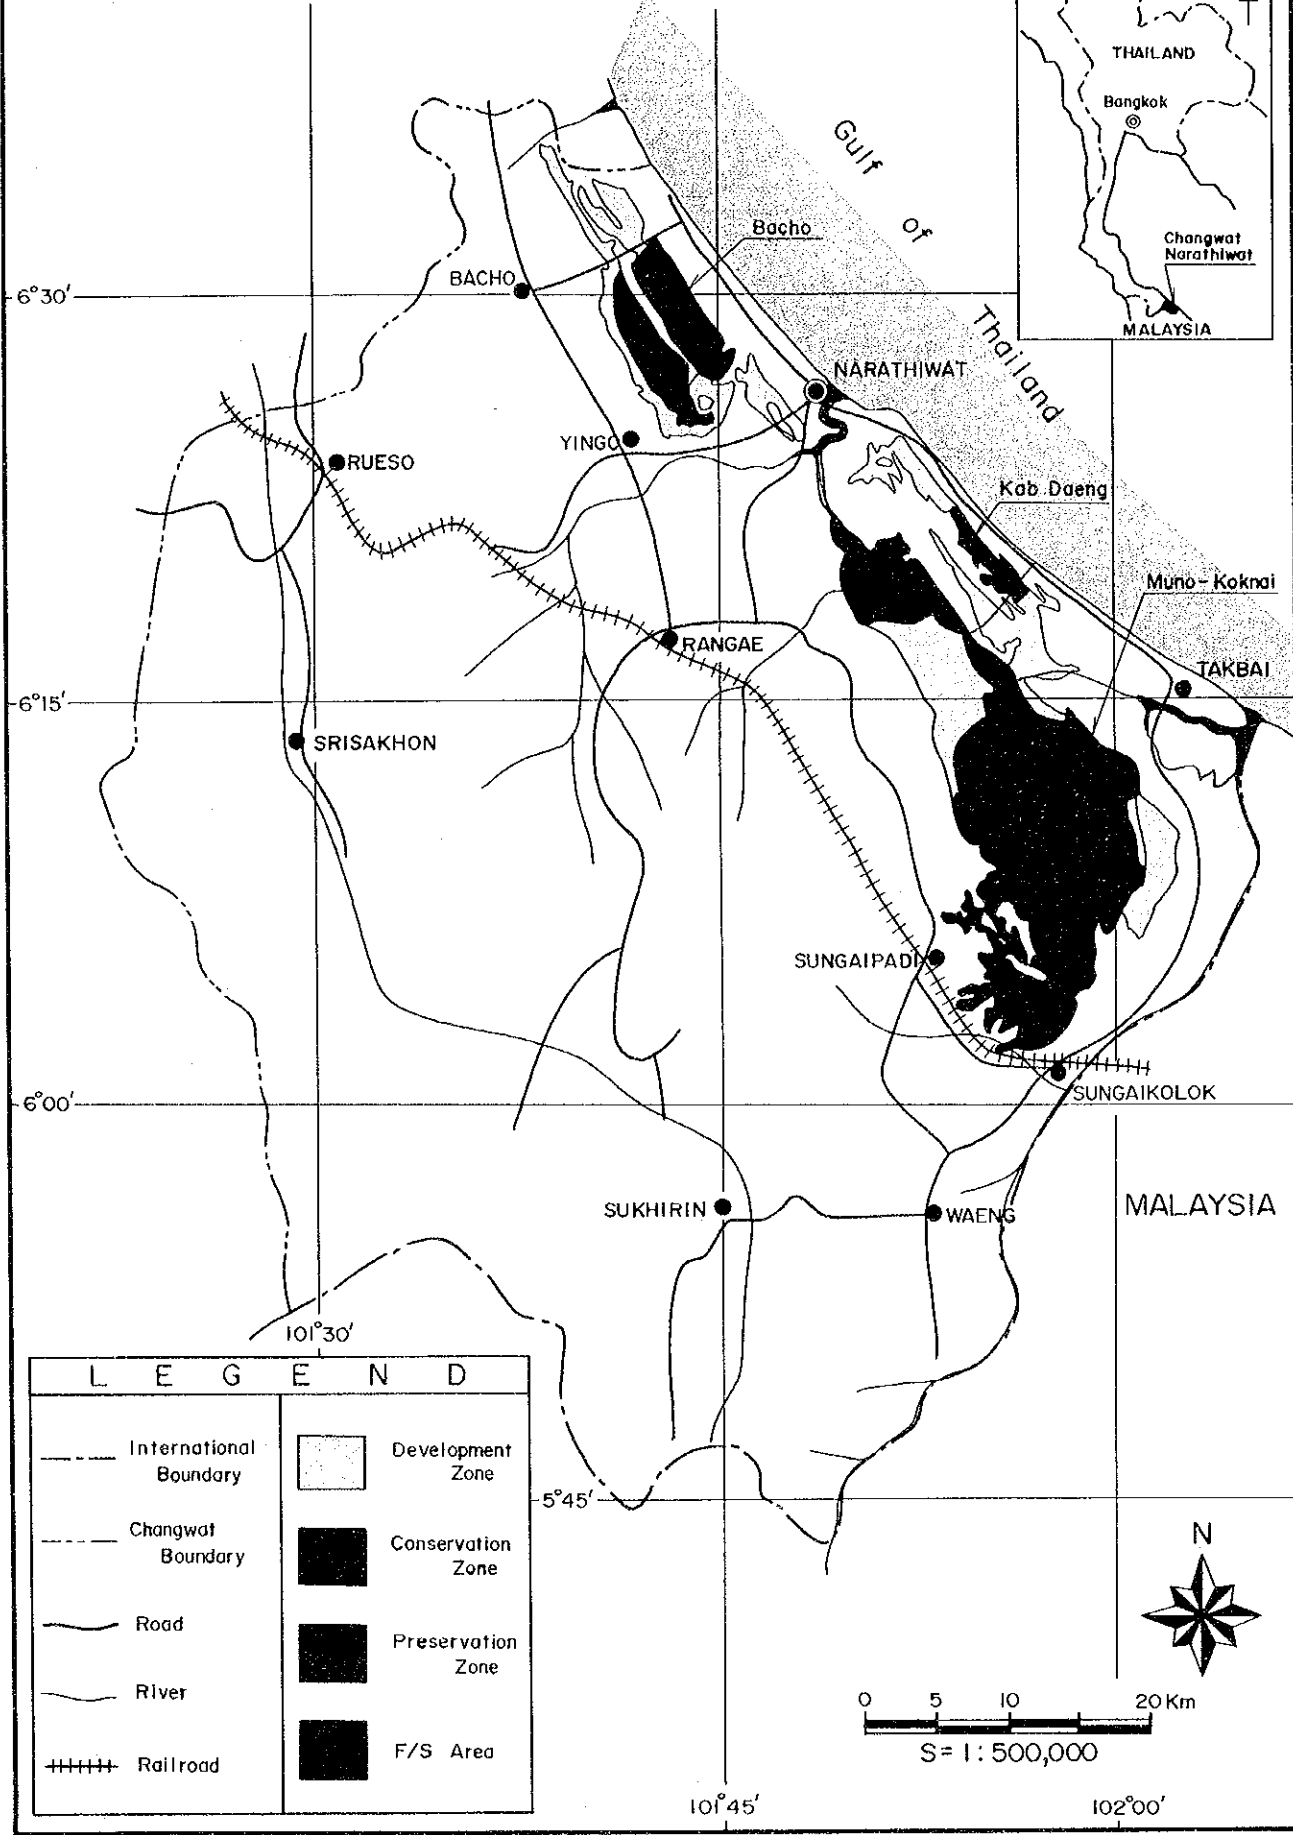 THAILAND
Bangkok
Changwat
Narathiwat
MALAYSIA
Gulf of Thailand
Bacho
BACHO
6°30'
NARATHIWAT
YINGO
RUESO
Kab Daeng
Muno-Koknai
RANGAE
TAKBAI
6°15'
SRISAKHON
SUNGAIPADI
SUNGAIKOLOK
6°00'
SUKHIRIN
WAENG
MALAYSIA
101°30'
LEGEND
International
Boundary
Changwat
Boundary
Road
River
Railroad
Development
Zone
Conservation
Zone
Preservation
Zone
F/S Area
5°45'
N
0 5 10 20 Km
S= 1:500,000
101°45'
102°00'